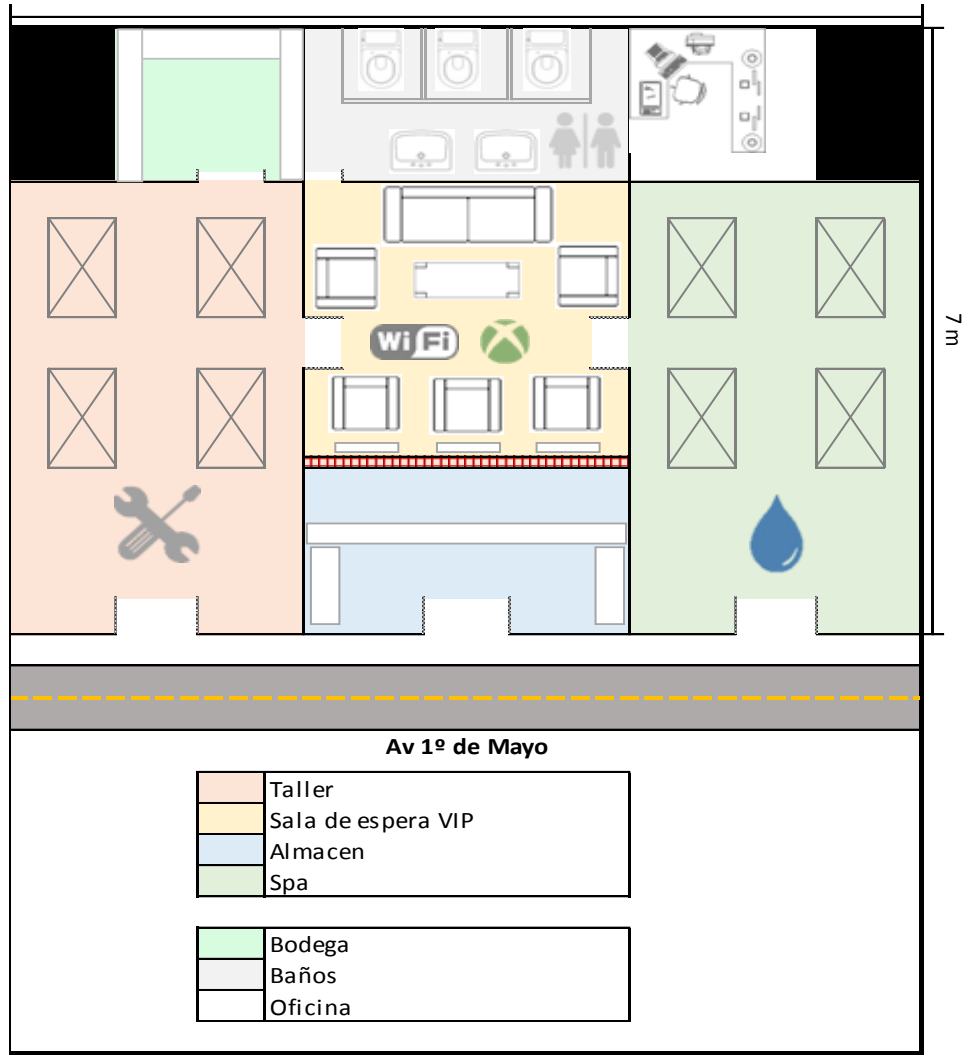 7 m
Wi Fi
Av 1º de Mayo
Taller
Sala de espera VIP
Almacen
Spa
Bodega
Baños
Oficina